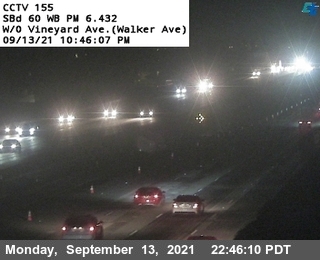 CCTV 155
SBd 60 WB PM 6.432
W/O Vineyard Ave.(Walker Ave)
09/13/21 10:46:07 PM
Monday, September 13, 2021 22:46:10 PDT